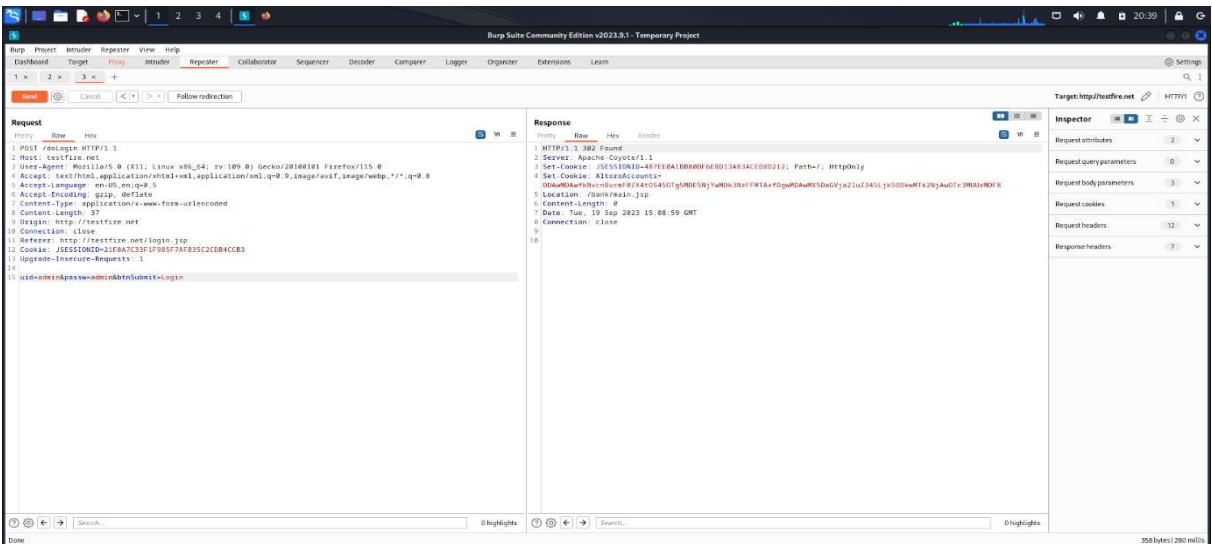 1 2 3 4
20:39
Burp Suite Community Edition v2023.9.1 - Temporary Project
Burp Project Intruder Repeater View Help
Dashboard Target Proxy Intruder Repeater Collaborator Sequencer Decoder Comparer Logger Organizer Extensions Learn
Settings
1 × 2 × 3 × +
Send Cancel < > Follow redirection
Target: http://testfire.net HTTP/1
Request
Pretty Raw Hex
1 POST /doLogin HTTP/1.1
2 Host: testfire.net
3 User-Agent: Mozilla/5.0 (X11; Linux x86_64; rv:109.0) Gecko/20100101 Firefox/115.0
4 Accept: text/html,application/xhtml+xml,application/xml;q=0.9,image/avif,image/webp,*/*;q=0.8
5 Accept-Language: en-US,en;q=0.5
6 Accept-Encoding: gzip, deflate
7 Content-Type: application/x-www-form-urlencoded
8 Content-Length: 37
9 Origin: http://testfire.net
10 Connection: close
11 Referer: http://testfire.net/login.jsp
12 Cookie: JSESSIONID=
13 Upgrade-Insecure-Requests: 1
14
15 uid=admin&passw=admin&btnSubmit=Login
Search...
0 highlights
Response
Pretty Raw Hex Render
1 HTTP/1.1 302 Found
2 Server: Apache-Coyote/1.1
3 Set-Cookie: JSESSIONID= Path=/; HttpOnly
4 Set-Cookie: AltoroAccounts=
5 Location: /bank/main.jsp
6 Content-Length: 0
7 Date: Tue, 19 Sep 2023 15:08:59 GMT
8 Connection: close
9
10
Search...
0 highlights
Inspector
Request attributes 2
Request query parameters 0
Request body parameters 3
Request cookies 1
Request headers 12
Response headers 7
Done
358 bytes | 280 millis